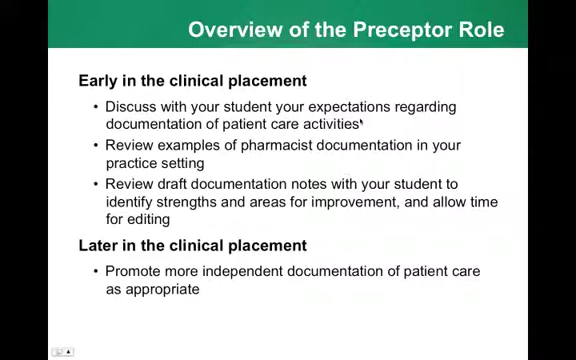 Overview of the Preceptor Role
Early in the clinical placement
• Discuss with your student your expectations regarding
documentation of patient care activities
• Review examples of pharmacist documentation in your
practice setting
• Review draft documentation notes with your student to
identify strengths and areas for improvement, and allow time
for editing
Later in the clinical placement
• Promote more independent documentation of patient care
as appropriate